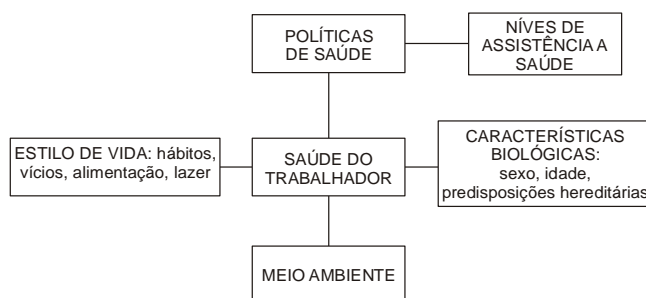 POLÍTICAS
DE SAÚDE
NÍVES DE
ASSISTÊNCIA A
SAÚDE
ESTILO DE VIDA: hábitos,
vícios, alimentação, lazer
SAÚDE DO
TRABALHADOR
CARACTERÍSTICAS
BIOLÓGICAS:
sexo, idade,
predisposições hereditárias
MEIO AMBIENTE